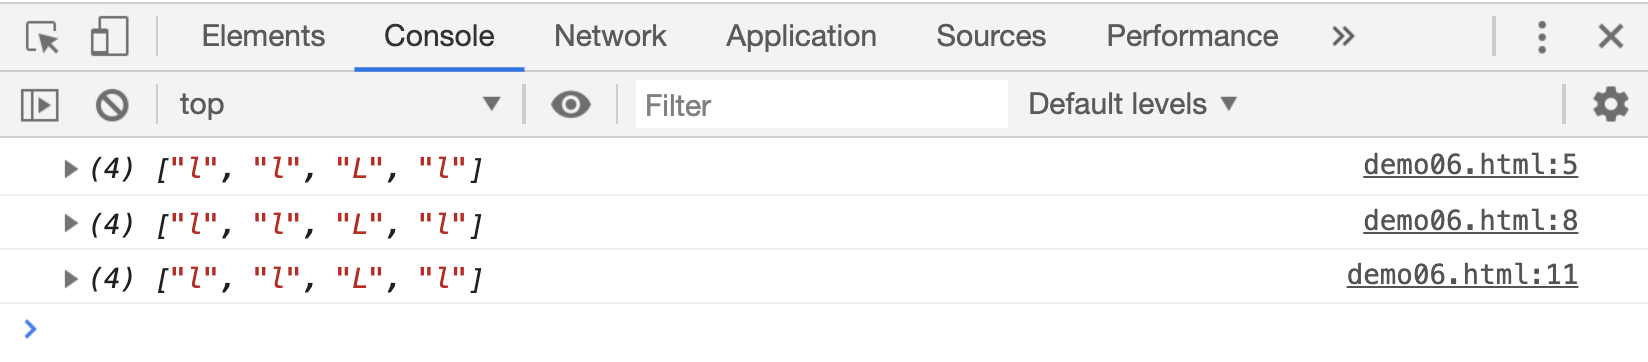 Elements Console Network Application Sources Performance »
top Filter Default levels
(4) ["l", "l", "L", "l"] demo06.html:5
(4) ["l", "l", "L", "l"] demo06.html:8
(4) ["l", "l", "L", "l"] demo06.html:11